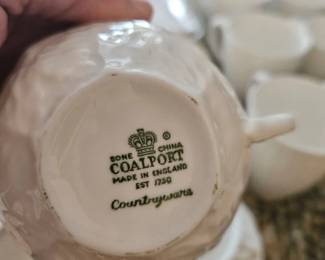 ®
BONE CHINA
COALPORT
MADE IN ENGLAND
EST 1750
Countryware